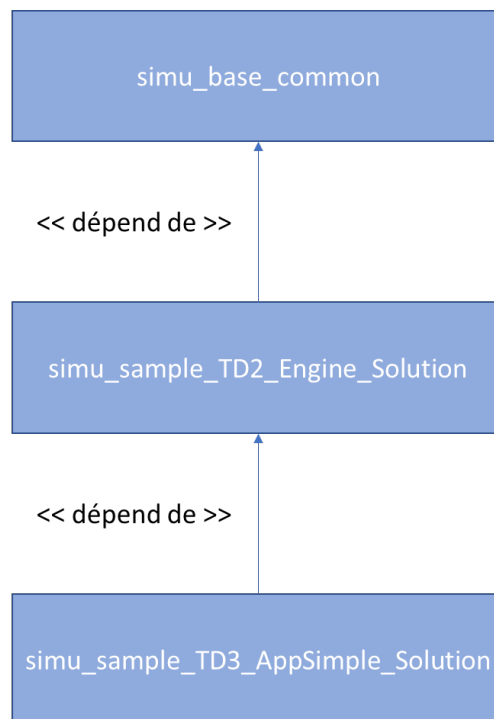 simu_base_common
<< dépend de >>
simu_sample_TD2_Engine_Solution
<< dépend de >>
simu_sample_TD3_AppSimple_Solution